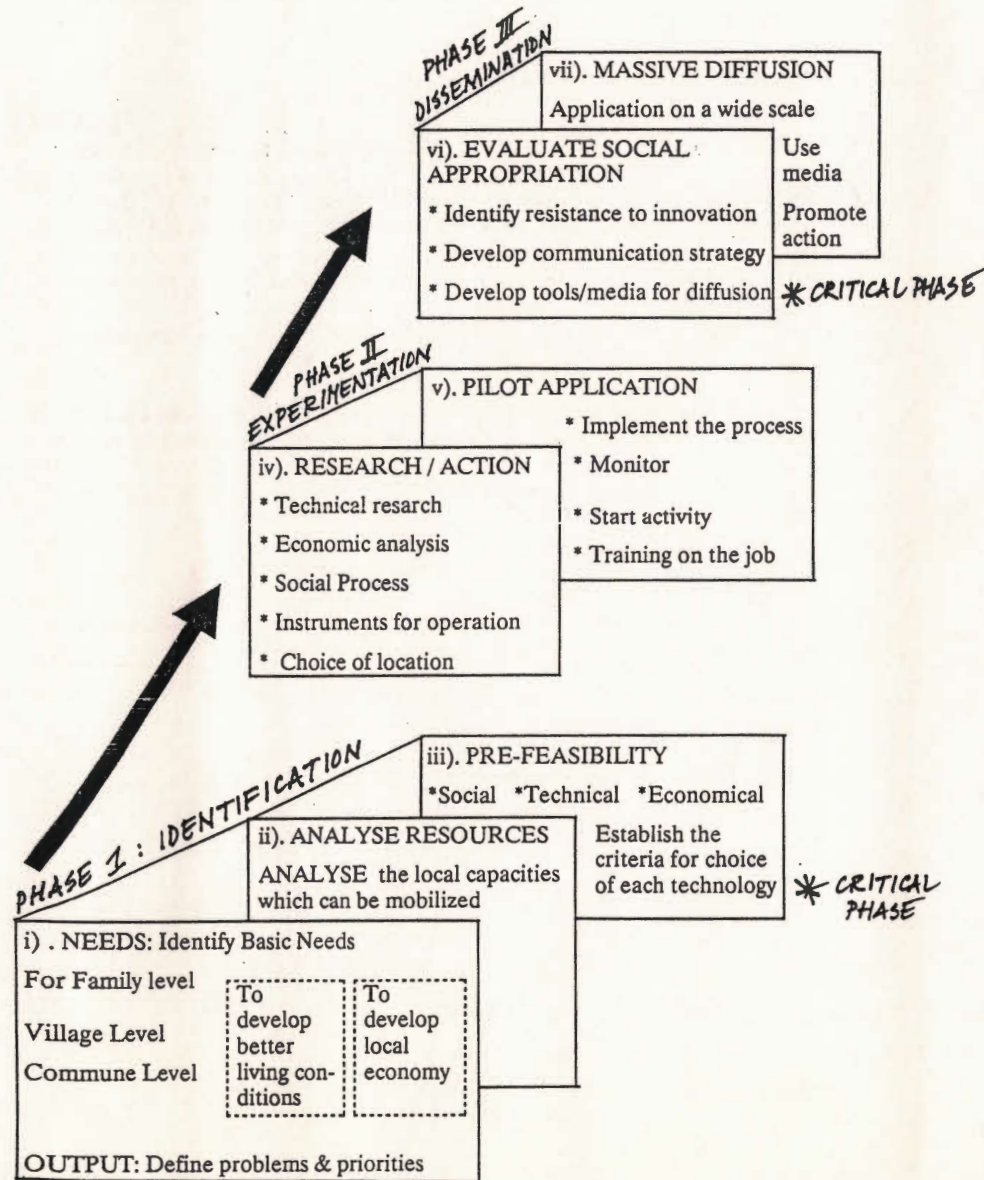 PHASE III
DISSEMINATION
vii). MASSIVE DIFFUSION
Application on a wide scale
Use
media
Promote
action
vi). EVALUATE SOCIAL
APPROPRIATION
* Identify resistance to innovation
* Develop communication strategy
* Develop tools/media for diffusion
* CRITICAL PHASE
PHASE II
EXPERIMENTATION
v). PILOT APPLICATION
* Implement the process
* Monitor
* Start activity
* Training on the job
iv). RESEARCH / ACTION
* Technical resarch
* Economic analysis
* Social Process
* Instruments for operation
* Choice of location
PHASE I : IDENTIFICATION
iii). PRE-FEASIBILITY
*Social *Technical *Economical
Establish the
criteria for choice
of each technology
* CRITICAL
PHASE
ii). ANALYSE RESOURCES
ANALYSE the local capacities
which can be mobilized
i) . NEEDS: Identify Basic Needs
For Family level
Village Level
Commune Level
To
develop
better
living con-
ditions
To
develop
local
economy
OUTPUT: Define problems & priorities